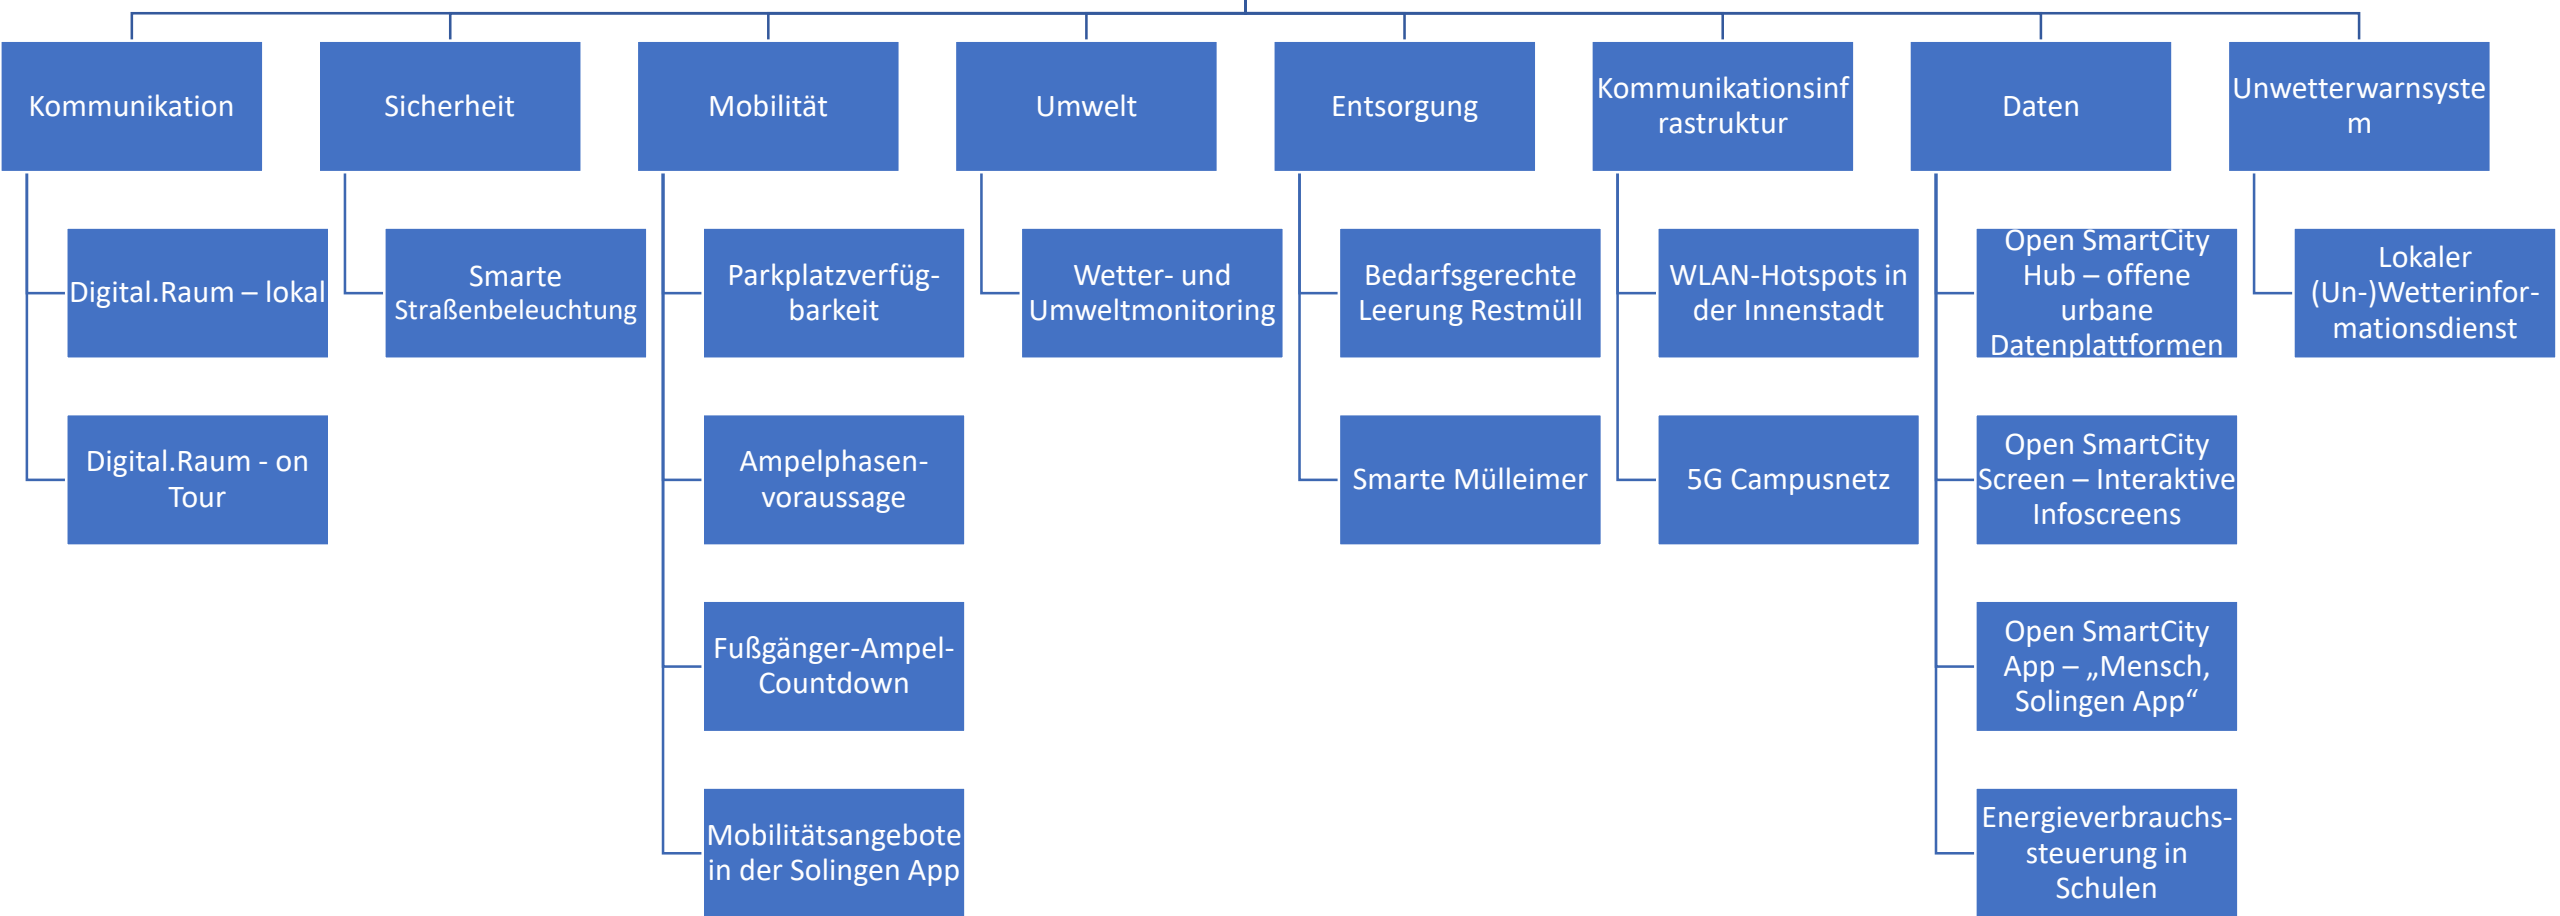 Kommunikation
Sicherheit
Mobilität
Umwelt
Entsorgung
Kommunikationsinf
rastruktur
Daten
Unwetterwarnsyste
m
Digital.Raum – lokal
Digital.Raum - on
Tour
Smarte
Straßenbeleuchtung
Parkplatzverfüg-
barkeit
Ampelphasen-
voraussage
Fußgänger-Ampel-
Countdown
Mobilitätsangebote
in der Solingen App
Wetter- und
Umweltmonitoring
Bedarfsgerechte
Leerung Restmüll
Smarte Mülleimer
WLAN-Hotspots in
der Innenstadt
5G Campusnetz
Open SmartCity
Hub – offene
urbane
Datenplattformen
Open SmartCity
Screen – Interaktive
Infoscreens
Open SmartCity
App – „Mensch,
Solingen App“
Energieverbrauchs-
steuerung in
Schulen
Lokaler
(Un-)Wetterinfor-
mationsdienst